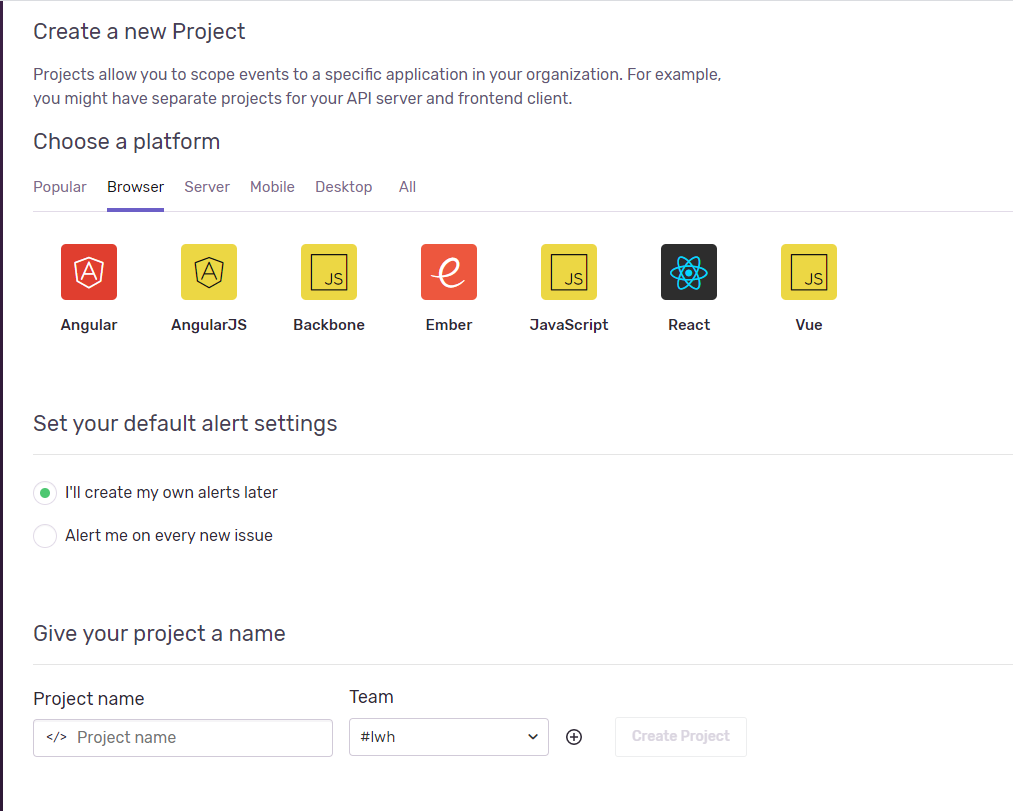 Create a new Project
Projects allow you to scope events to a specific application in your organization. For example,
you might have separate projects for your API server and frontend client.
Choose a platform
Popular Browser Server Mobile Desktop All
JS JS JS
Angular AngularJS Backbone Ember JavaScript React Vue
Set your default alert settings
I'll create my own alerts later
Alert me on every new issue
Give your project a name
Project name Team
</> Project name #lwh Create Project